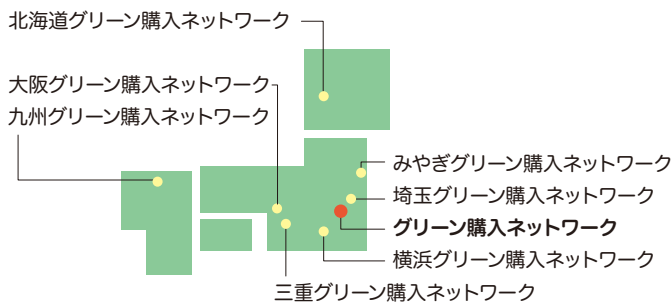 北海道グリーン購入ネットワーク
大阪グリーン購入ネットワーク
九州グリーン購入ネットワーク
みやぎグリーン購入ネットワーク
埼玉グリーン購入ネットワーク
グリーン購入ネットワーク
横浜グリーン購入ネットワーク
三重グリーン購入ネットワーク